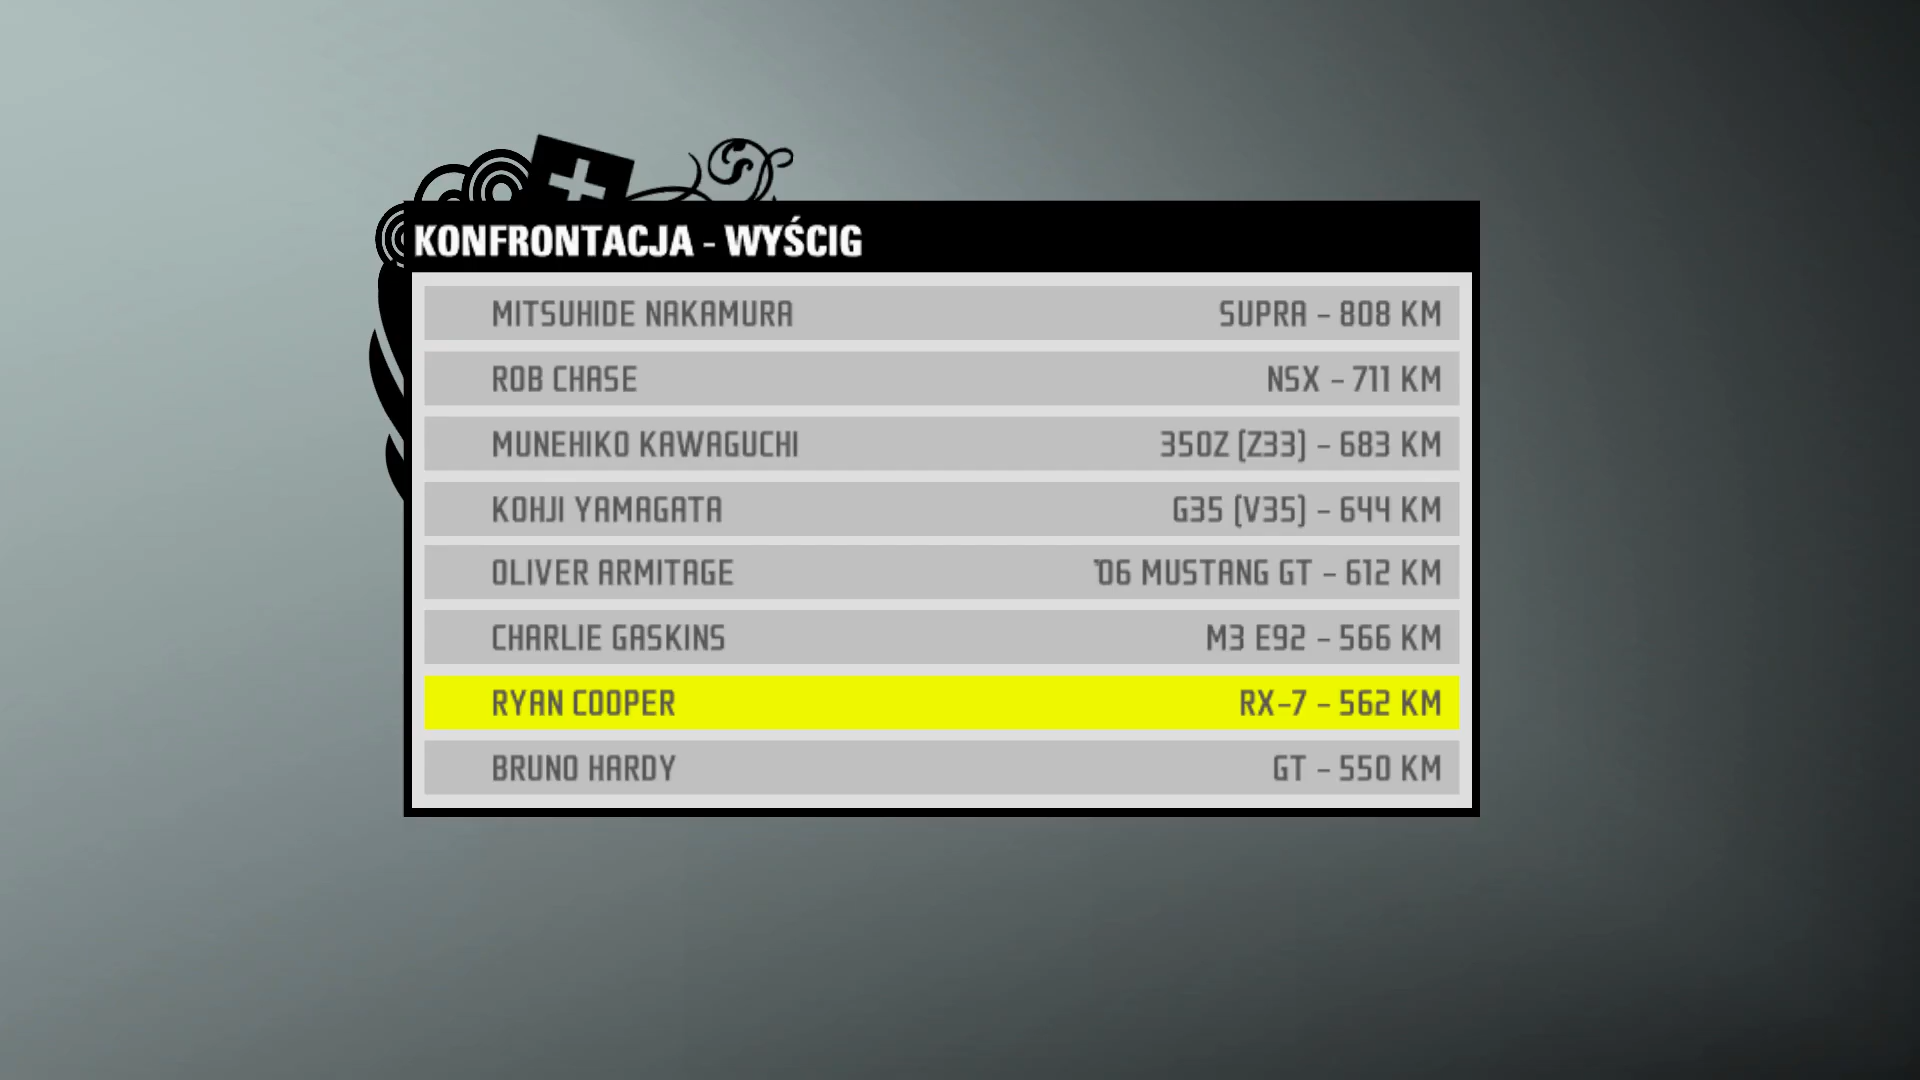 KONFRONTACJA - WYŚCIG
MITSUHIDE NAKAMURA SUPRA - 808 KM
ROB CHASE NSX - 711 KM
MUNEHIKO KAWAGUCHI 350Z (Z33) - 683 KM
KOHJI YAMAGATA G35 (V35) - 644 KM
OLIVER ARMITAGE '06 MUSTANG GT - 612 KM
CHARLIE GASKINS M3 E92 - 566 KM
RYAN COOPER RX-7 - 562 KM
BRUNO HARDY GT - 550 KM